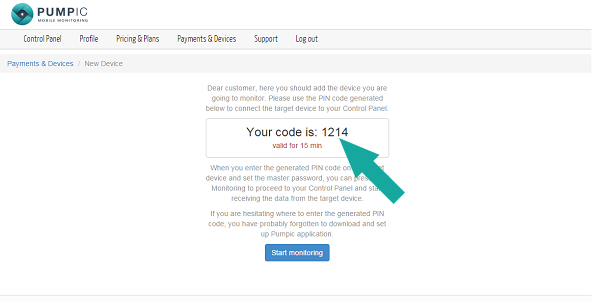 PUMPIC
MOBILE MONITORING
Control Panel Profile Pricing & Plans Payments & Devices Support Log out
Payments & Devices / New Device
Dear customer, here you should add the device you are
going to monitor. Please use the PIN code generated
below to connect the target device to your Control Panel.
Your code is: 1214
valid for 15 min
When you enter the generated PIN code on
device and set the master password, you can
Monitoring to proceed to your Control Panel and
receiving the data from the target device.
If you are hesitating where to enter the generated PIN
code, you have probably forgotten to download and set
up Pumpic application.
Start monitoring